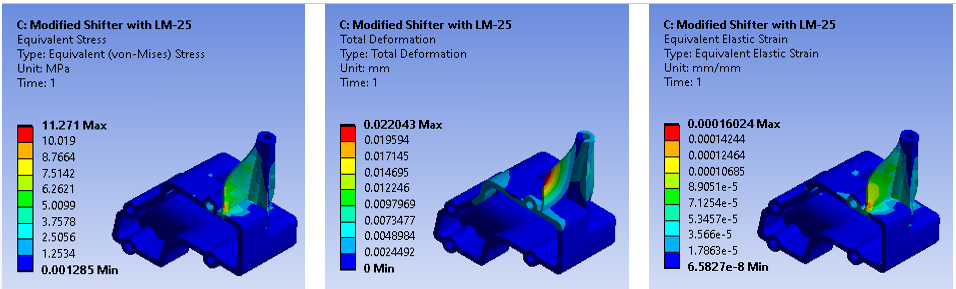 C: Modified Shifter with LM-25
Equivalent Stress
Type: Equivalent (von-Mises) Stress
Unit: MPa
Time: 1
11.271 Max
10.019
8.7664
7.5142
6.2621
5.0099
3.7578
2.5056
1.2534
0.001285 Min
C: Modified Shifter with LM-25
Total Deformation
Type: Total Deformation
Unit: mm
Time: 1
0.022043 Max
0.019594
0.017145
0.014695
0.012246
0.0097969
0.0073477
0.0048984
0.0024492
0 Min
C: Modified Shifter with LM-25
Equivalent Elastic Strain
Type: Equivalent Elastic Strain
Unit: mm/mm
Time: 1
0.00016024 Max
0.00014244
0.00012464
0.00010685
8.9051e-5
7.1254e-5
5.3457e-5
3.566e-5
1.7863e-5
6.5827e-8 Min